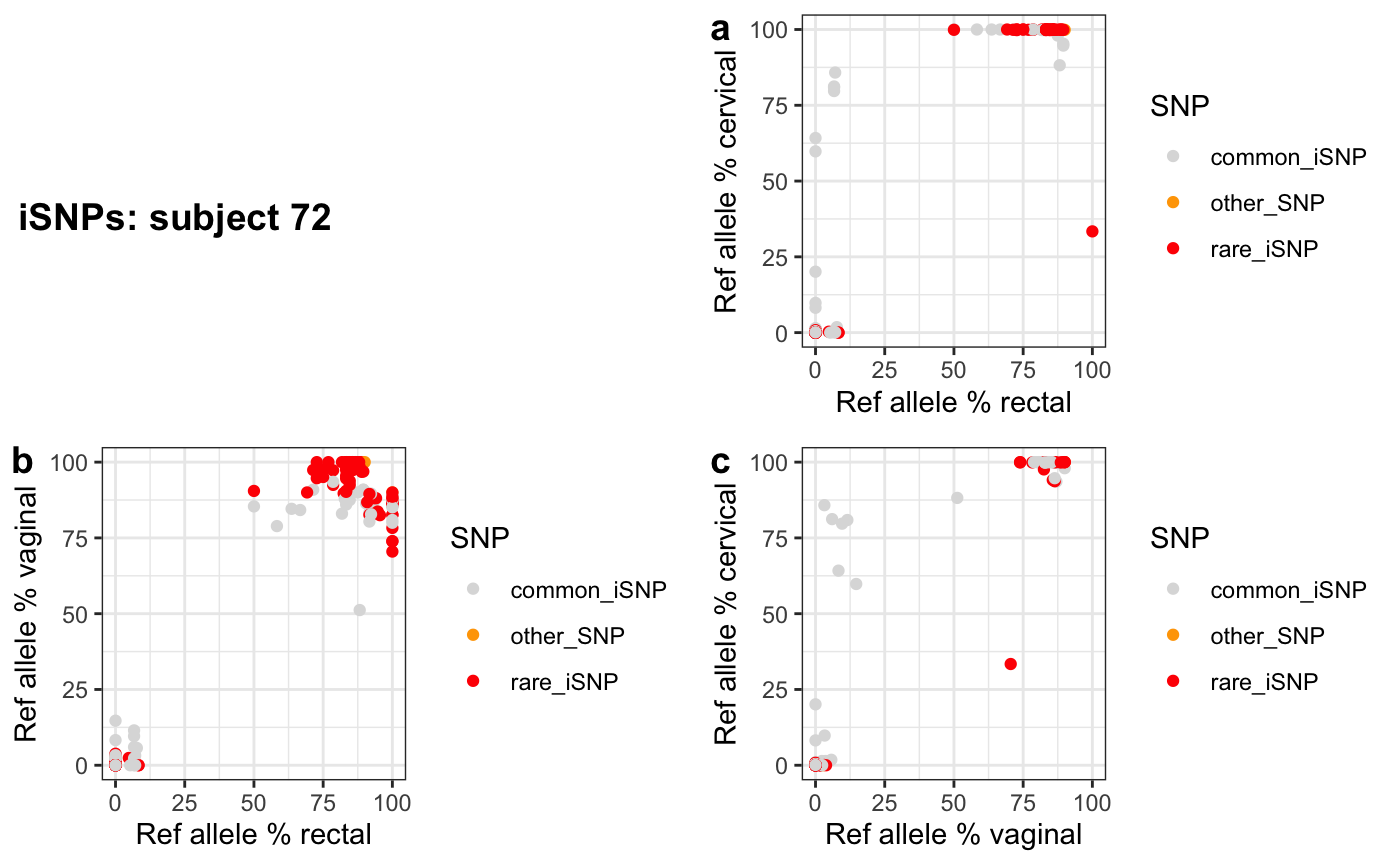 iSNPs: subject 72
a
Ref allele % cervical
100
75
50
25
0
0 25 50 75 100
Ref allele % rectal
SNP
common_iSNP
other_SNP
rare_iSNP
b
Ref allele % vaginal
100
75
50
25
0
0 25 50 75 100
Ref allele % rectal
SNP
common_iSNP
other_SNP
rare_iSNP
c
Ref allele % cervical
100
75
50
25
0
0 25 50 75 100
Ref allele % vaginal
SNP
common_iSNP
other_SNP
rare_iSNP